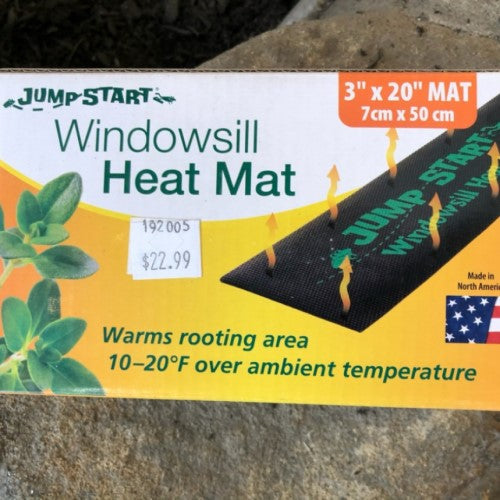 JUMP START
Windowsill
Heat Mat
3" x 20" MAT
7cm x 50 cm
192005
$22.99
JUMP START
Windowsill
Made in
North America
Warms rooting area
10–20°F over ambient temperature